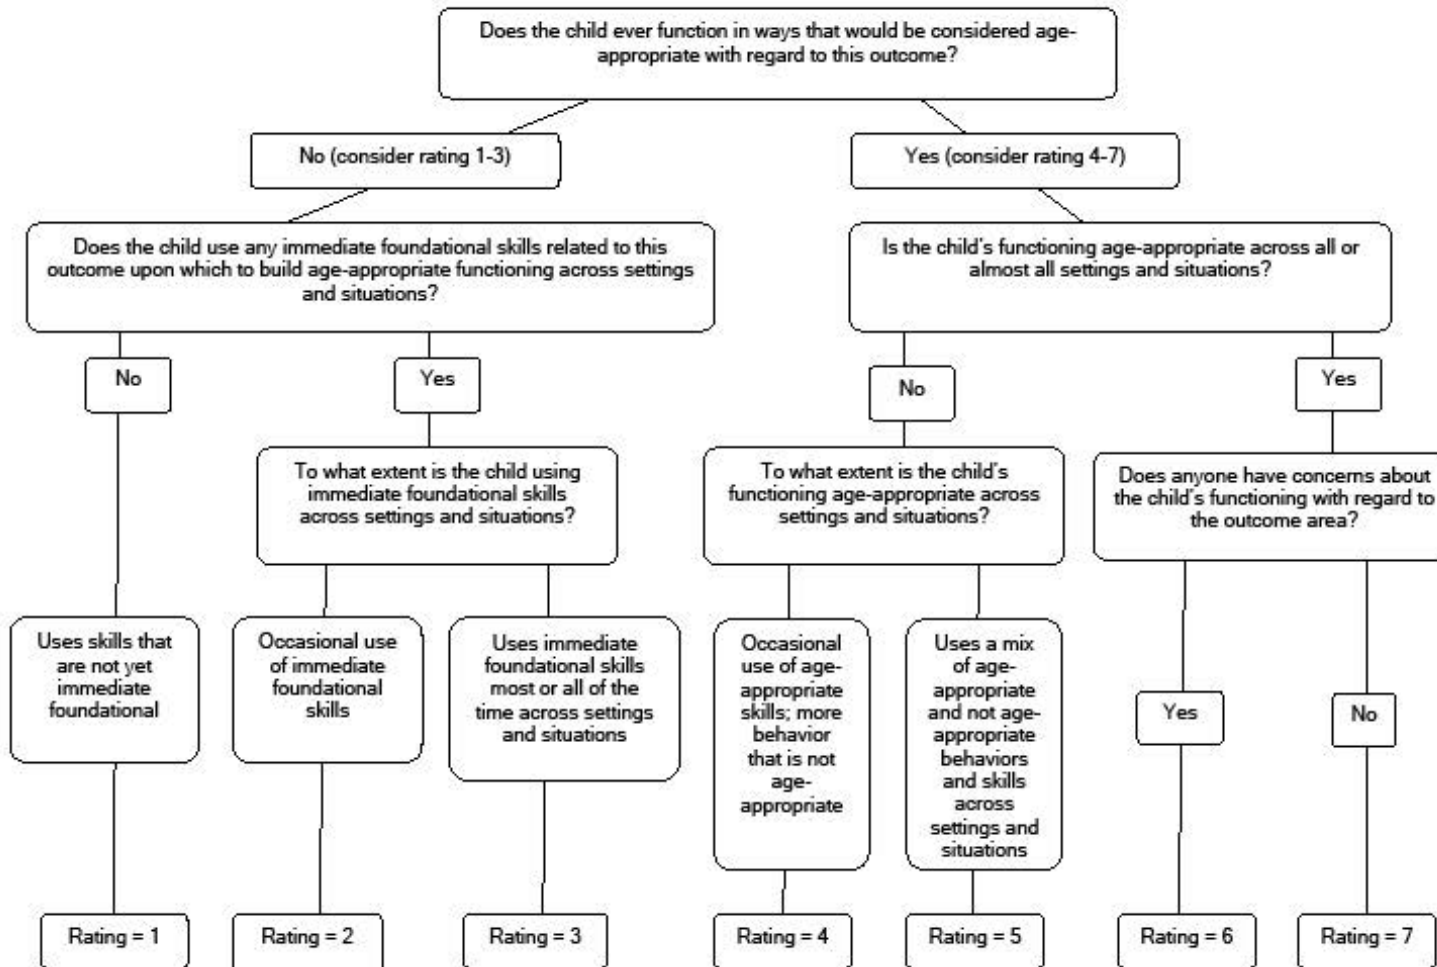 Does the child ever function in ways that would be considered age-
appropriate with regard to this outcome?
No (consider rating 1-3)
Yes (consider rating 4-7)
Does the child use any immediate foundational skills related to this
outcome upon which to build age-appropriate functioning across settings
and situations?
Is the child's functioning age-appropriate across all or
almost all settings and situations?
No
Yes
No
Yes
To what extent is the child using
immediate foundational skills
across settings and situations?
To what extent is the child's
functioning age-appropriate across
settings and situations?
Does anyone have concerns about
the child's functioning with regard to
the outcome area?
Uses skills that
are not yet
immediate
foundational
Occasional use
of immediate
foundational
skills
Uses immediate
foundational skills
most or all of the
time across settings
and situations
Occasional
use of age-
appropriate
skills; more
behavior
that is not
age-
appropriate
Uses a mix
of age-
appropriate
and not age-
appropriate
behaviors
and skills
across
settings and
situations
Yes
No
Rating = 1
Rating = 2
Rating = 3
Rating = 4
Rating = 5
Rating = 6
Rating = 7